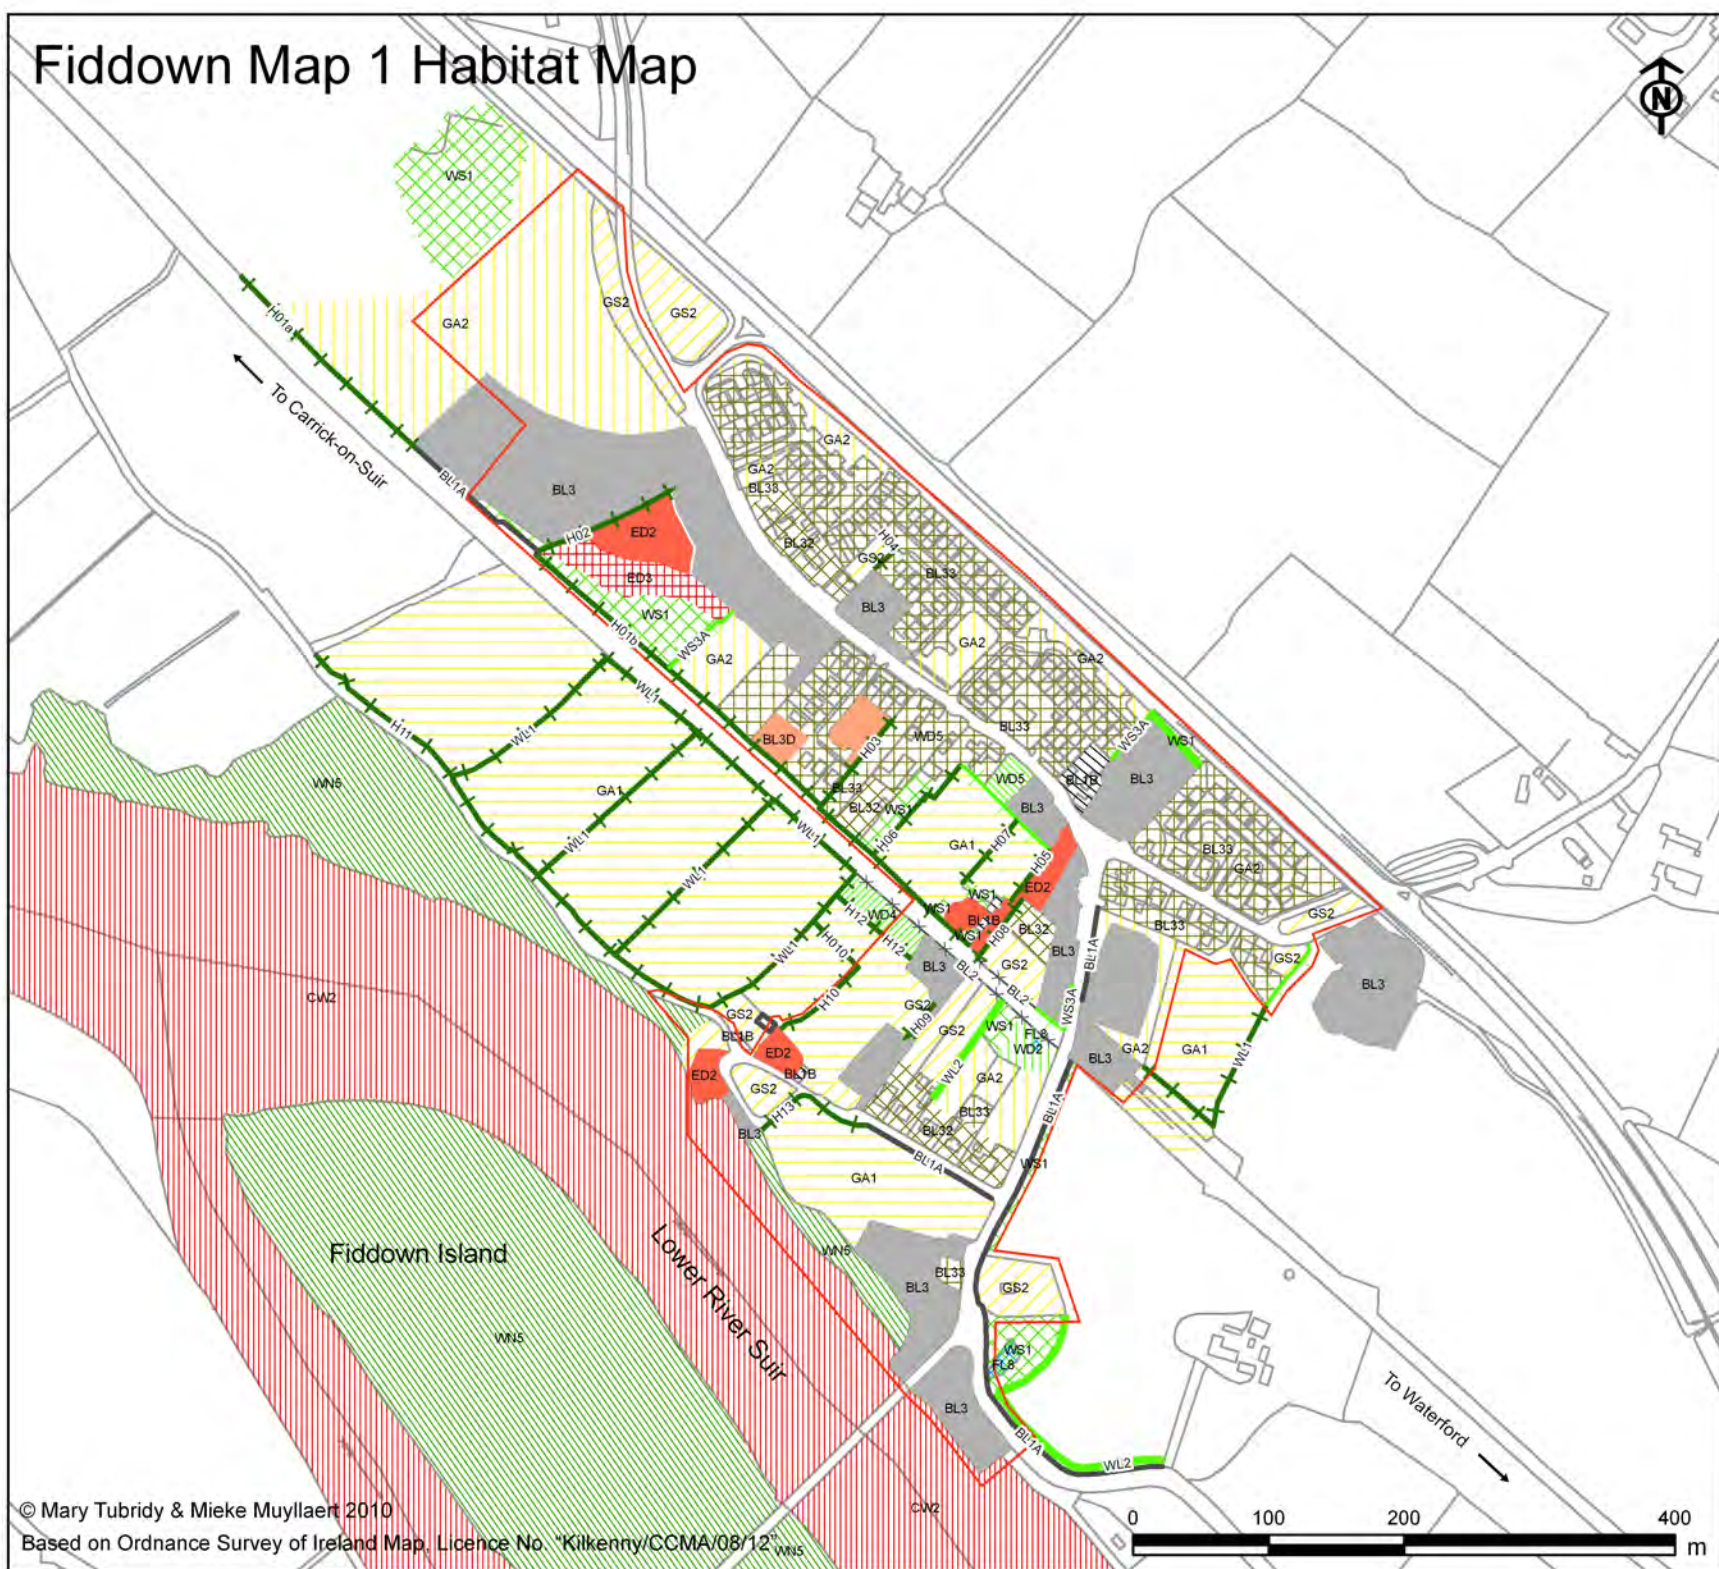 Fiddown Map 1 Habitat Map
N
WS1
GS2
GS2
GA2
H01a
To Carrick-on-Suir
GA2
GA2
BL33
BL1A
BL3
H02
ED2
BL32
H04
GS2
BL33
ED3
BL3
WS1
H01b
WS3A
GA2
GA2
GA2
WL1
H11
WL1
BL3D
H03
WD5
BL33
WS3A
WS1
WN5
GA1
WD5
BL1B
BL3
BL33
BL32
WS1
BL3
WL1
H06
WL1
GA1
H07
BL33
GA2
H05
WL1
ED2
WS1
WD4
H12
WS1
BL1B
GS2
WS1
H08
BL32
BL33
H010
WL1
H12
BL3
BL2
GS2
BL3
BL1A
GS2
BL3
CW2
H10
BL2
GS2
GS2
H09
GS2
WS1
WS3A
FL8
BL1B
WD2
GA2
GA1
WL1
ED2
ED2
BL1B
GS2
WL2
GA2
BL3
H13
BL33
BL1A
BL3
BL32
BL1A
WS1
GA1
Fiddown Island
Lower River Suir
WN5
BL3
BL33
GS2
WN5
WS1
FL8
BL3
BL1A
WL2
To Waterford
CW2
© Mary Tubridy & Mieke Muyllaert 2010
Based on Ordnance Survey of Ireland Map, Licence No. "Kilkenny/CCMA/08/12"
WN5
0 100 200 400
m